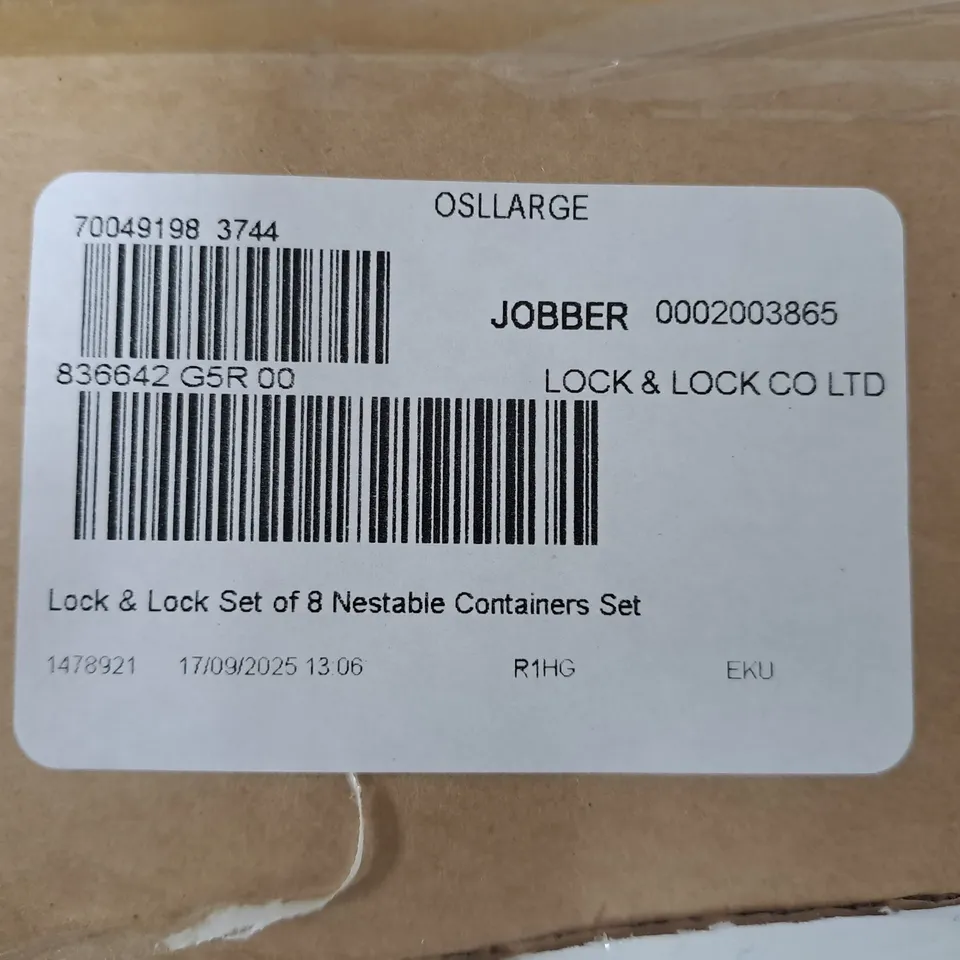 OSLLARGE
70049198 3744
JOBBER 0002003865
836642 G5R 00
LOCK & LOCK CO LTD
Lock & Lock Set of 8 Nestable Containers Set
1478921 17/09/2025 13:06 R1HG EKU